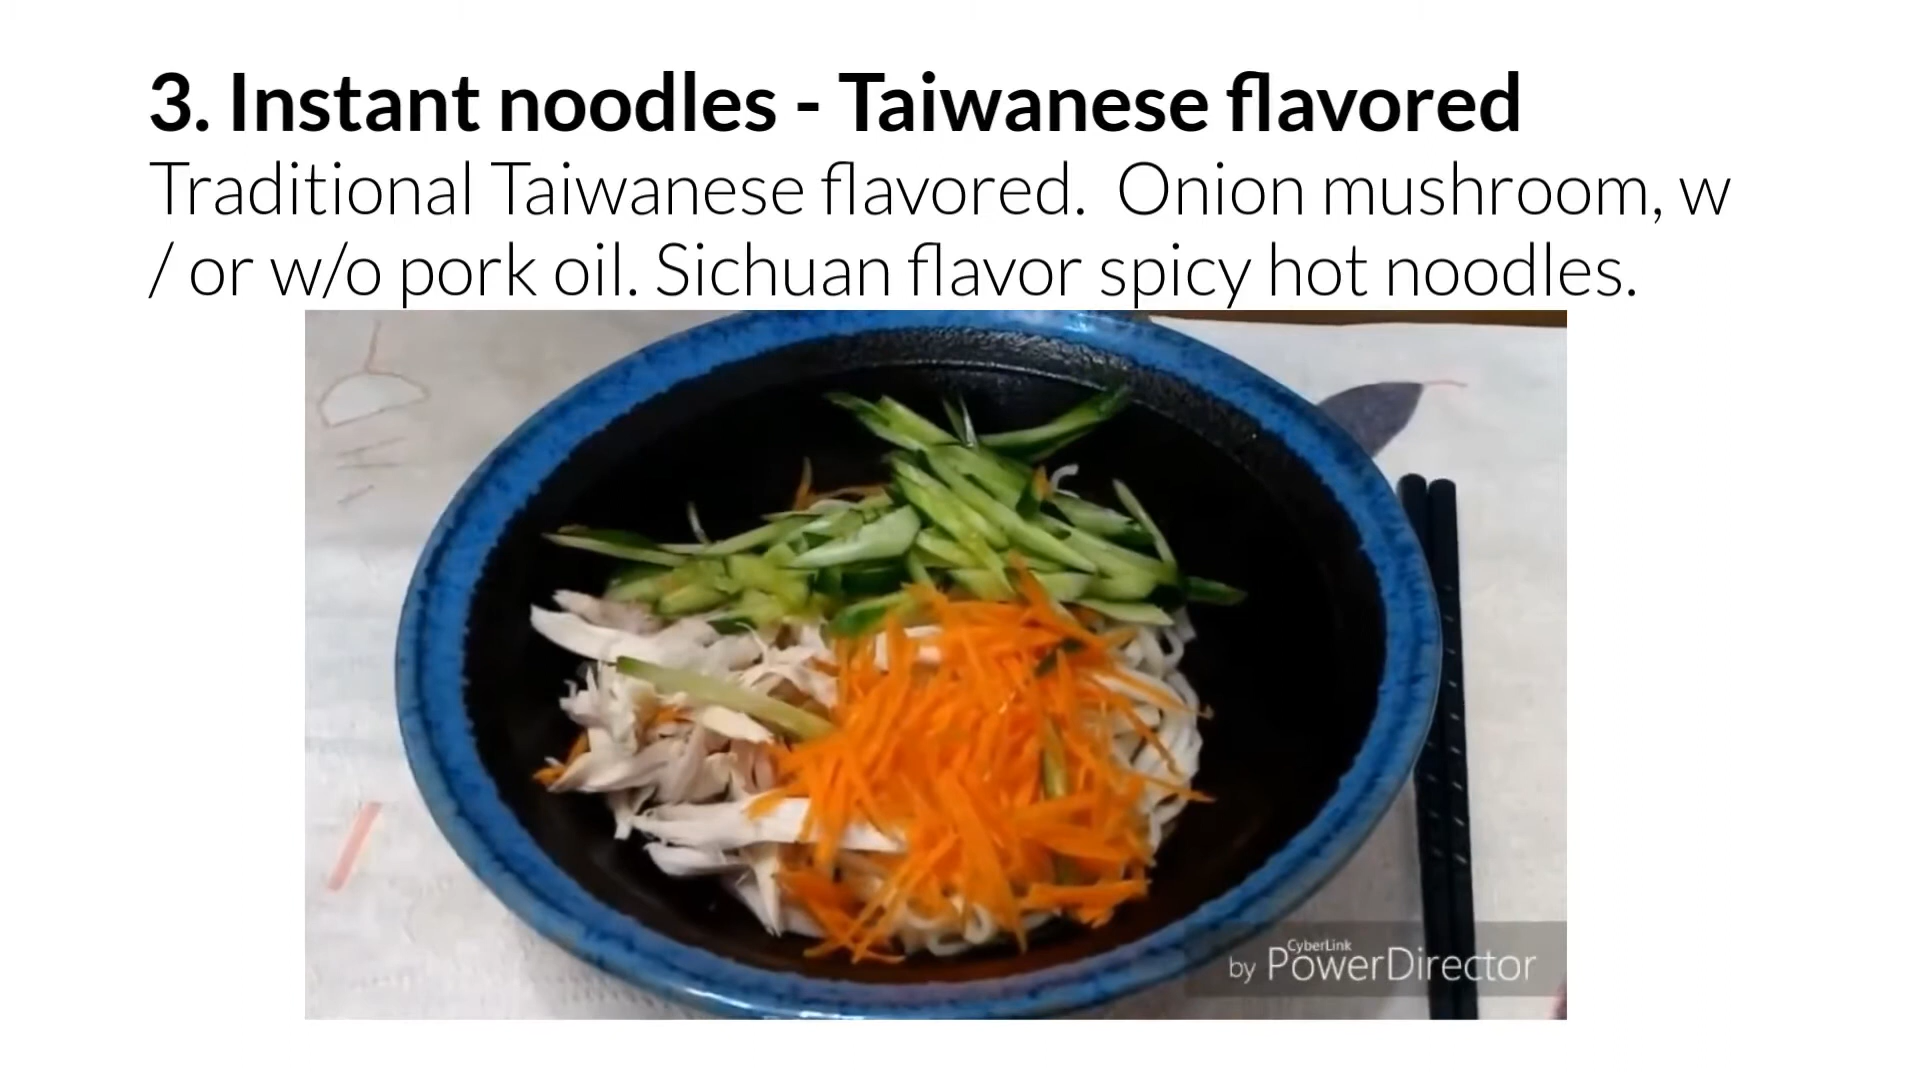 3. Instant noodles - Taiwanese flavored
Traditional Taiwanese flavored.  Onion mushroom, w
/ or w/o pork oil. Sichuan flavor spicy hot noodles.
CyberLink
by PowerDirector